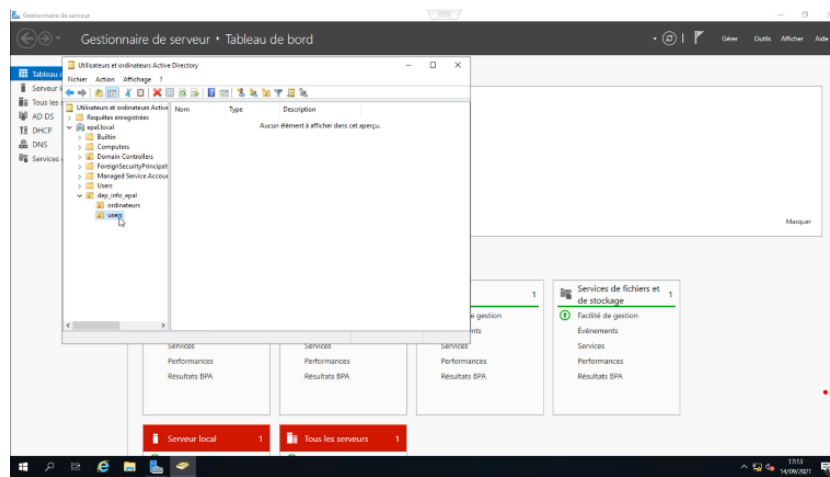 Gestionnaire de serveur
Gestionnaire de serveur • Tableau de bord
Gérer Outils Afficher Aide
Tableau
Serveur
Tous les
AD DS
DHCP
DNS
Services
Utilisateurs et ordinateurs Active Directory
Fichier Action Affichage ?
Utilisateurs et ordinateurs Active
Requêtes enregistrées
epal.local
Builtin
Computers
Domain Controllers
ForeignSecurityPrincipals
Managed Service Accour
Users
dep_info_epal
ordinateurs
users
Nom Type Description
Aucun élément à afficher dans cet aperçu.
Masquer
1
gestion
nts
Services
Performances
Résultats BPA
Services
Performances
Résultats BPA
Services
Performances
Résultats BPA
Services de fichiers et
de stockage 1
Facilité de gestion
Événements
Services
Performances
Résultats BPA
Serveur local 1
Tous les serveurs 1
17:13
14/09/2021